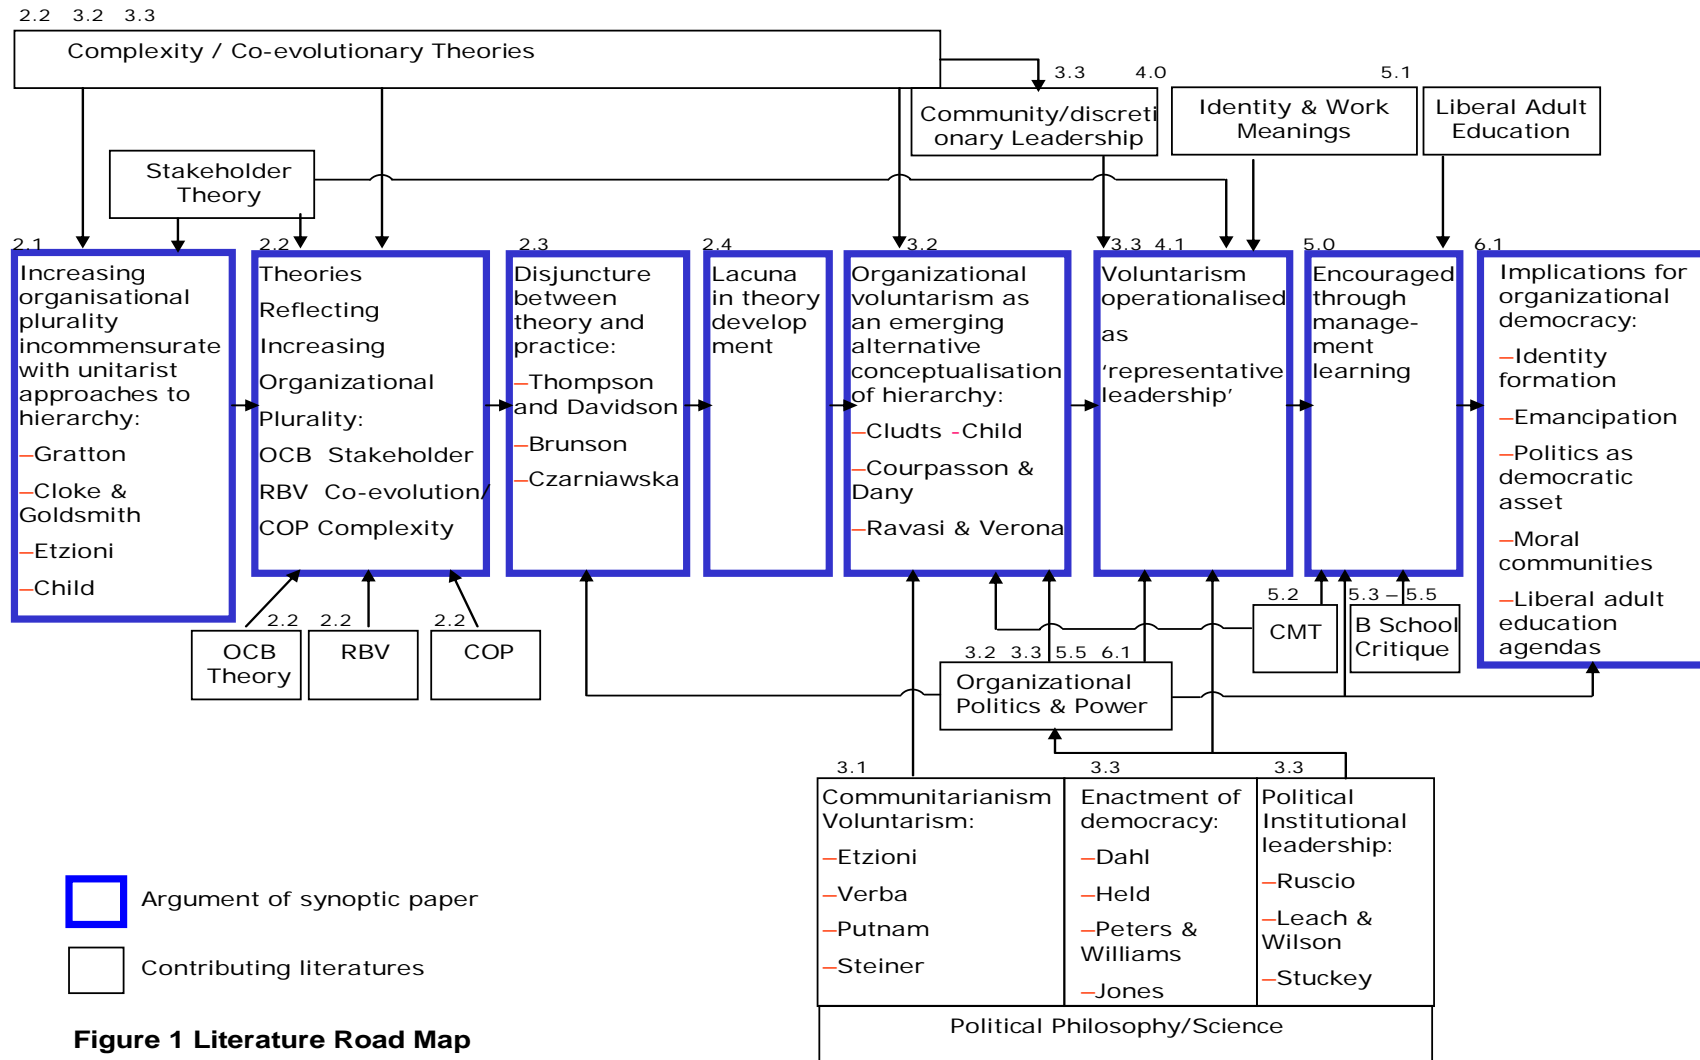 2.2 3.2 3.3
Complexity / Co-evolutionary Theories
3.3 4.0 5.1
Community/discreti
onary Leadership
Identity & Work
Meanings
Liberal Adult
Education
Stakeholder
Theory
2.1
Increasing
organisational
plurality
incommensurate
with unitarist
approaches to
hierarchy:
–Gratton
–Cloke &
Goldsmith
–Etzioni
–Child
2.2
Theories
Reflecting
Increasing
Organizational
Plurality:
OCB Stakeholder
RBV Co-evolution/
COP Complexity
2.3
Disjuncture
between
theory and
practice:
–Thompson
and Davidson
–Brunson
–Czarniawska
2.4
Lacuna
in theory
develop
ment
3.2
Organizational
voluntarism as
an emerging
alternative
conceptualisation
of hierarchy:
–Cludts -Child
–Courpasson &
Dany
–Ravasi & Verona
3.3 4.1
Voluntarism
operationalised
as
‘representative
leadership’
5.0
Encouraged
through
manage-
ment
learning
6.1
Implications for
organizational
democracy:
–Identity
formation
–Emancipation
–Politics as
democratic
asset
–Moral
communities
–Liberal adult
education
agendas
2.2
OCB
Theory
2.2
RBV
2.2
COP
5.2
CMT
5.3 – 5.5
B School
Critique
3.2 3.3 5.5 6.1
Organizational
Politics & Power
3.1
Communitarianism
Voluntarism:
–Etzioni
–Verba
–Putnam
–Steiner
3.3
Enactment of
democracy:
–Dahl
–Held
–Peters &
Williams
–Jones
3.3
Political
Institutional
leadership:
–Ruscio
–Leach &
Wilson
–Stuckey
Political Philosophy/Science
Argument of synoptic paper
Contributing literatures
Figure 1 Literature Road Map